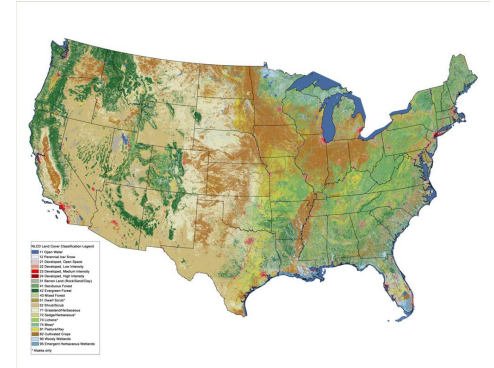 NLCD Land Cover Classification Legend
11 Open Water
12 Perennial Ice/ Snow
21 Developed, Open Space
22 Developed, Low Intensity
23 Developed, Medium Intensity
24 Developed, High Intensity
31 Barren Land (Rock/Sand/Clay)
41 Deciduous Forest
42 Evergreen Forest
43 Mixed Forest
51 Dwarf Scrub*
52 Shrub/Scrub
71 Grassland/Herbaceous
72 Sedge/Herbaceous*
73 Lichens*
74 Moss*
81 Pasture/Hay
82 Cultivated Crops
90 Woody Wetlands
95 Emergent Herbaceous Wetlands
* Alaska only